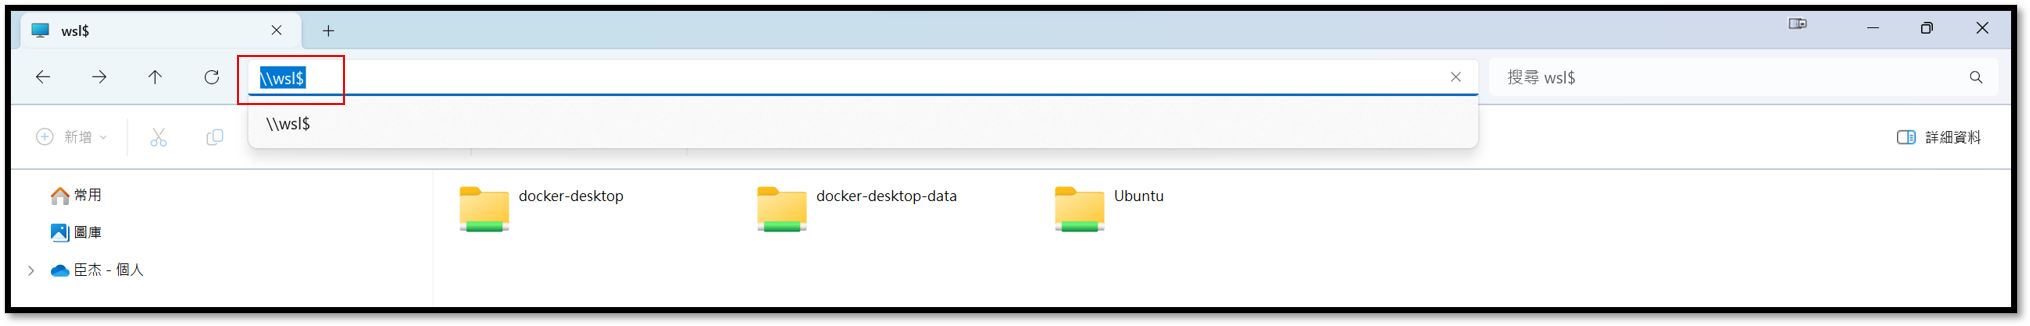 wsl$
\\wsl$
搜尋 wsl$
\\wsl$
新增
詳細資料
常用
圖庫
臣杰 - 個人
docker-desktop
docker-desktop-data
Ubuntu